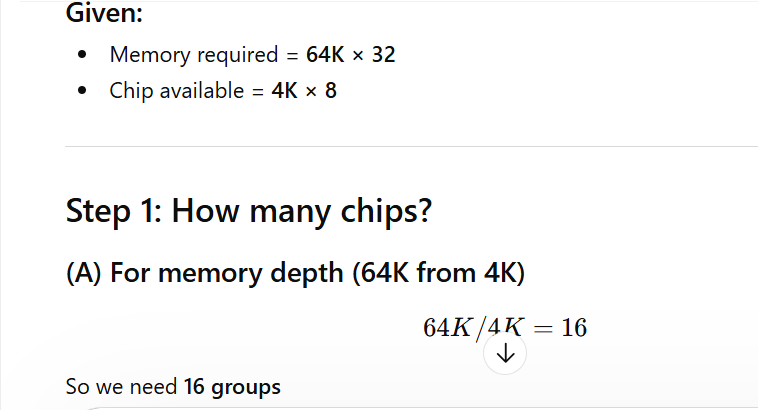 Given:
• Memory required = 64K × 32
• Chip available = 4K × 8
Step 1: How many chips?
(A) For memory depth (64K from 4K)
64K/4K = 16
So we need 16 groups